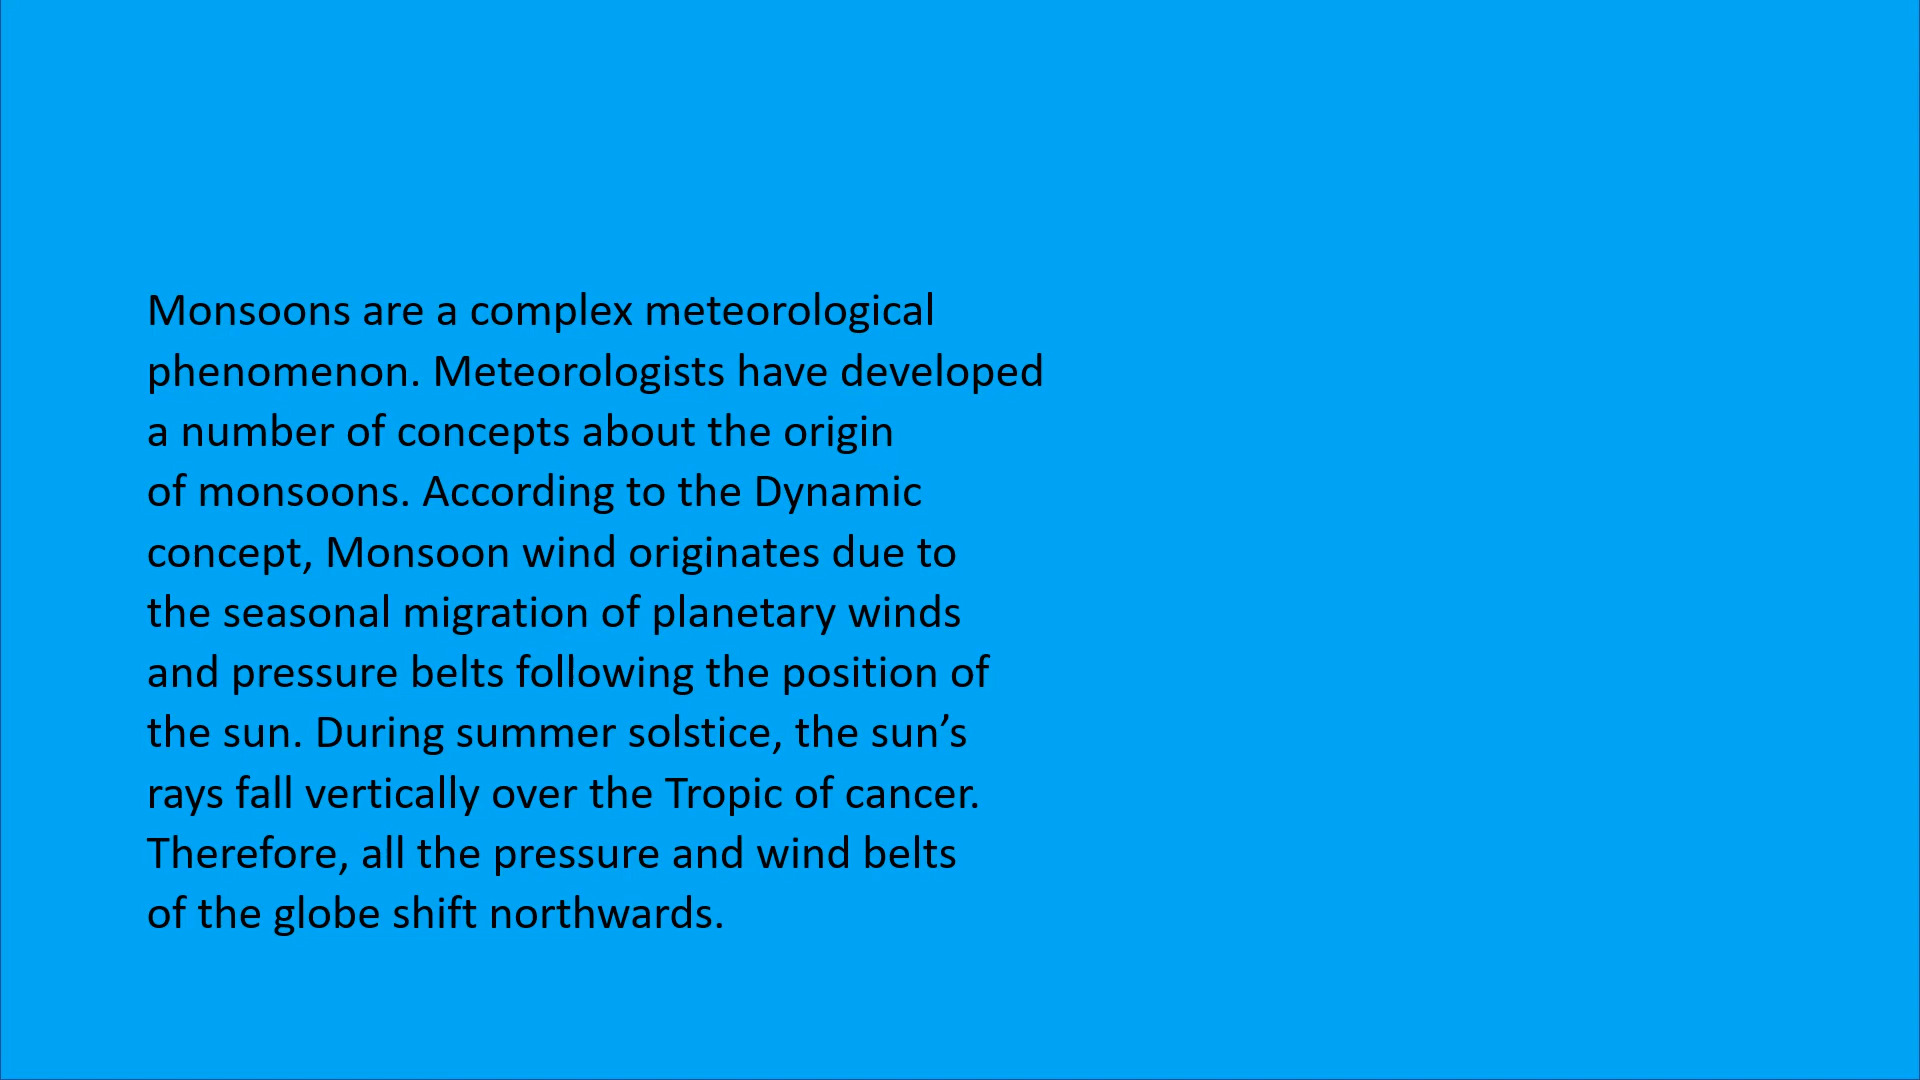 Monsoons are a complex meteorological
phenomenon. Meteorologists have developed
a number of concepts about the origin
of monsoons. According to the Dynamic
concept, Monsoon wind originates due to
the seasonal migration of planetary winds
and pressure belts following the position of
the sun. During summer solstice, the sun’s
rays fall vertically over the Tropic of cancer.
Therefore, all the pressure and wind belts
of the globe shift northwards.